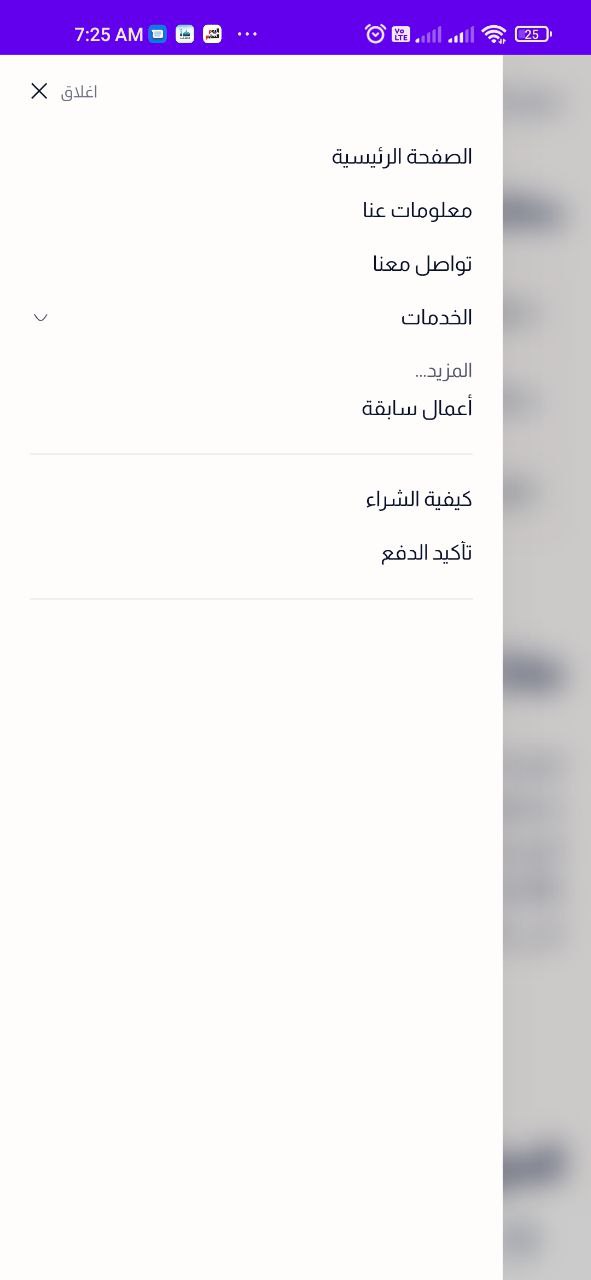 7:25 AM
25
اغلاق
الصفحة الرئيسية
معلومات عنا
تواصل معنا
الخدمات
المزيد...
أعمال سابقة
كيفية الشراء
تأكيد الدفع